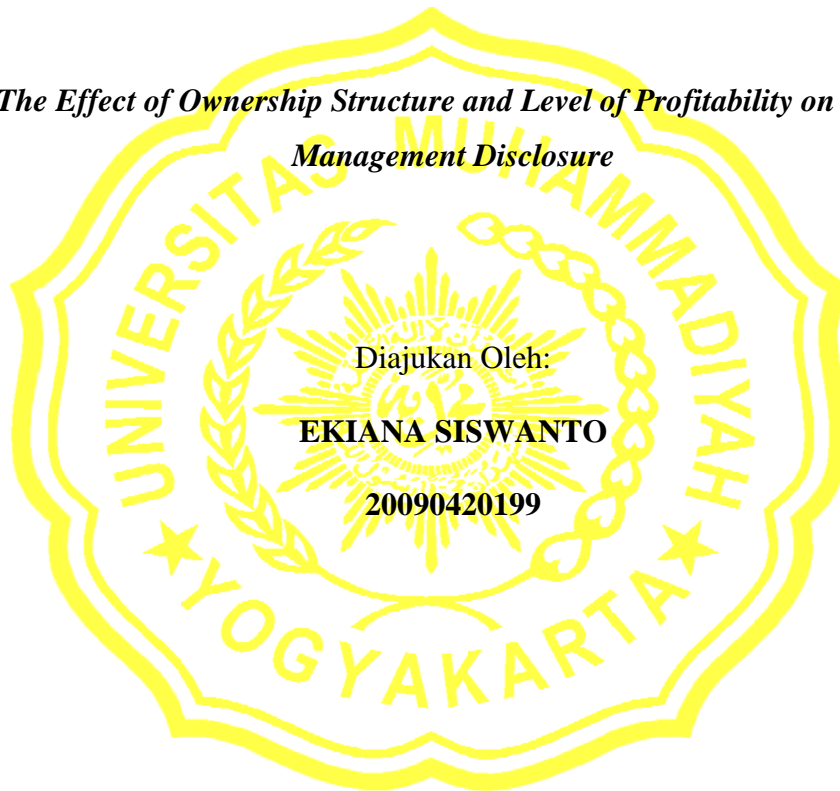 The Effect of Ownership Structure and Level of Profitability on
Management Disclosure
UNIVERSITAS MUHAMMADIYAH
Diajukan Oleh:
EKIANA SISWANTO
20090420199
★ YOGYAKARTA ★